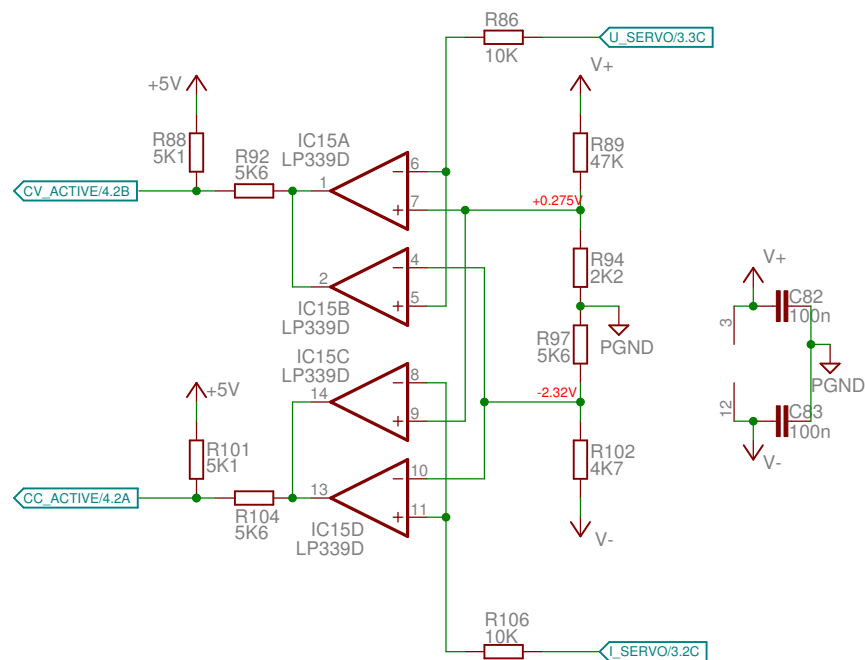 R86
10K
U_SERVO/3.3C
+5V
V+
R88
5K1
IC15A
LP339D
R89
47K
R92
5K6
6
1
CV_ACTIVE/4.2B
7
+0.275V
4
R94
2K2
V+
2
5
IC15B
LP339D
C82
100n
3
R97
5K6
PGND
IC15C
LP339D
8
PGND
+5V
14
9
-2.32V
12
C83
100n
R101
5K1
R102
4K7
10
V-
CC_ACTIVE/4.2A
13
11
R104
5K6
IC15D
LP339D
V-
R106
10K
I_SERVO/3.2C